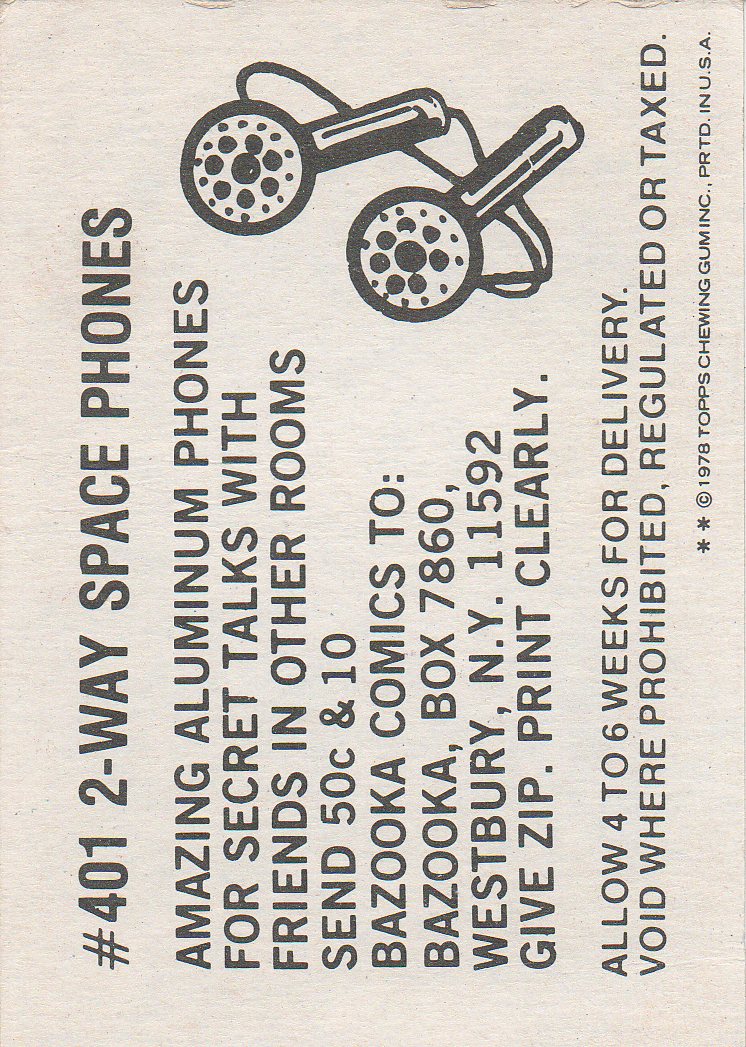 #401 2-WAY SPACE PHONES
AMAZING ALUMINUM PHONES
FOR SECRET TALKS WITH
FRIENDS IN OTHER ROOMS
SEND 50c & 10
BAZOOKA COMICS TO:
BAZOOKA, BOX 7860,
WESTBURY, N.Y. 11592
GIVE ZIP. PRINT CLEARLY.
ALLOW 4 TO 6 WEEKS FOR DELIVERY.
VOID WHERE PROHIBITED, REGULATED OR TAXED.
* * © 1978 TOPPS CHEWING GUM INC., PRTD. IN U.S.A.